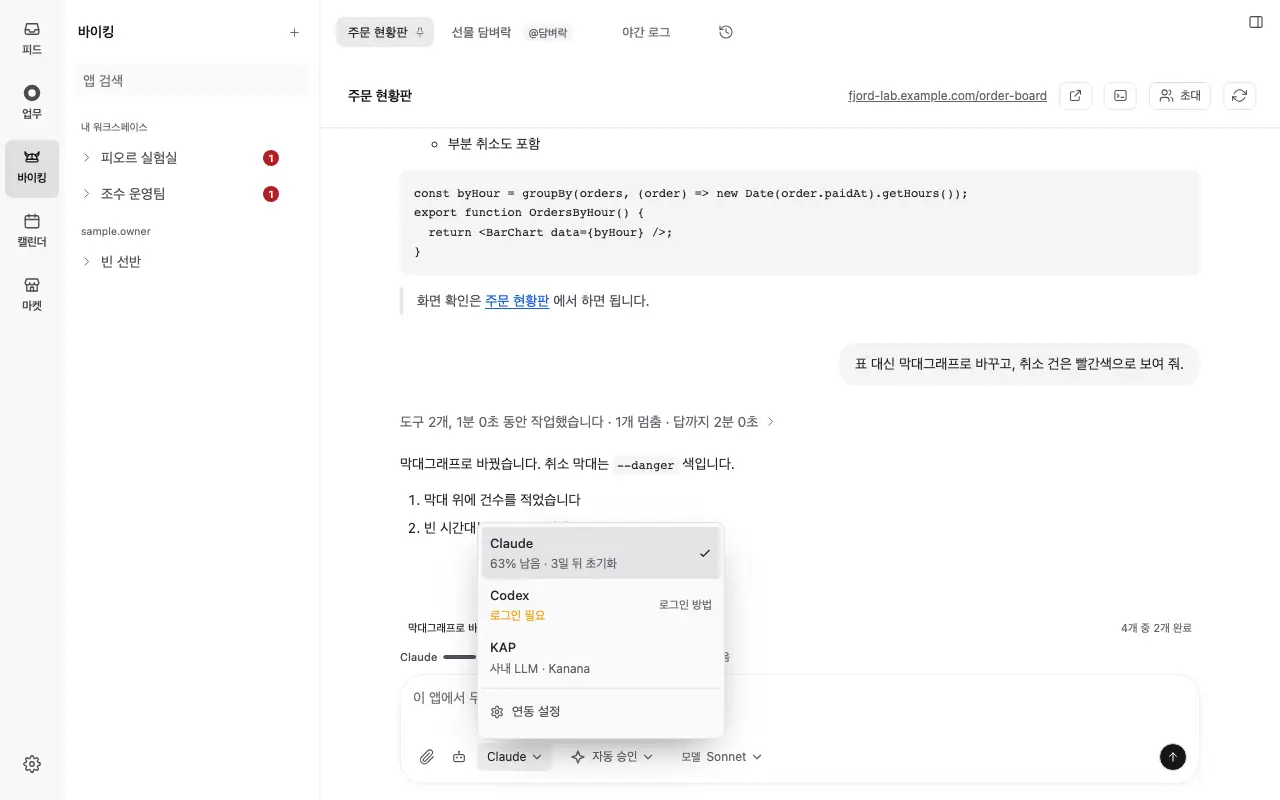 피드
업무
바이킹
캘린더
마켓
바이킹
앱 검색
내 워크스페이스
피오르 실험실 1
조수 운영팀 1
sample.owner
빈 선반
주문 현황판
선물 담벼락 @담벼락
야간 로그
주문 현황판
fjord-lab.example.com/order-board
초대
부분 취소도 포함
const byHour = groupBy(orders, (order) => new Date(order.paidAt).getHours());
export function OrdersByHour() {
return <BarChart data={byHour} />;
}
화면 확인은 주문 현황판 에서 하면 됩니다.
표 대신 막대그래프로 바꾸고, 취소 건은 빨간색으로 보여 줘.
도구 2개, 1분 0초 동안 작업했습니다 · 1개 멈춤 · 답까지 2분 0초
막대그래프로 바꿨습니다. 취소 막대는 --danger 색입니다.
1. 막대 위에 건수를 적었습니다
2. 빈 시간대
Claude
63% 남음 · 3일 뒤 초기화
Codex
로그인 필요
로그인 방법
KAP
사내 LLM · Kanana
연동 설정
막대그래프로
4개 중 2개 완료
Claude
이 앱에서
Claude
자동 승인
모델 Sonnet